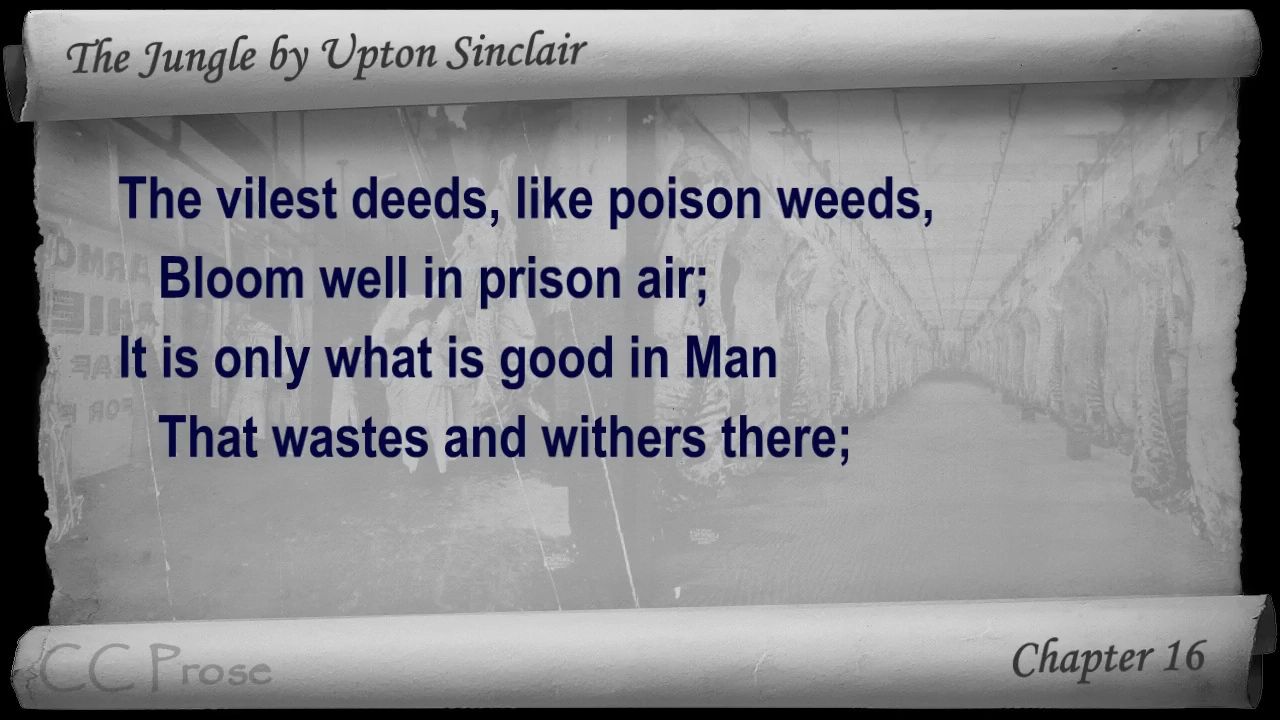 The Jungle by Upton Sinclair
The vilest deeds, like poison weeds,
Bloom well in prison air;
It is only what is good in Man
That wastes and withers there;
CC Prose
Chapter 16